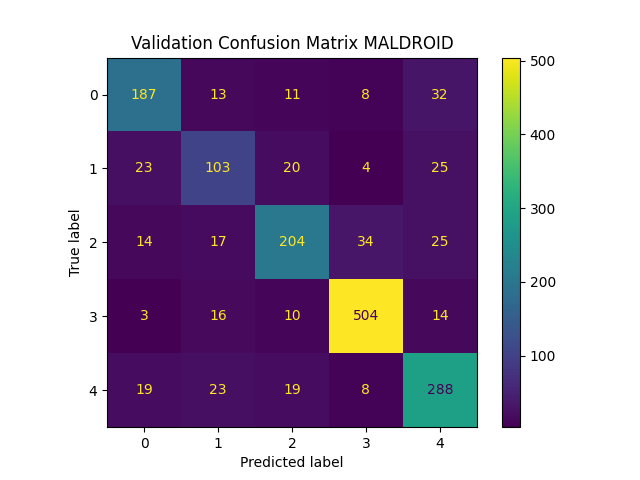 Validation Confusion Matrix MALDROID
True label
0 187 13 11 8 32
1 23 103 20 4 25
2 14 17 204 34 25
3 3 16 10 504 14
4 19 23 19 8 288
0 1 2 3 4
Predicted label
500
400
300
200
100